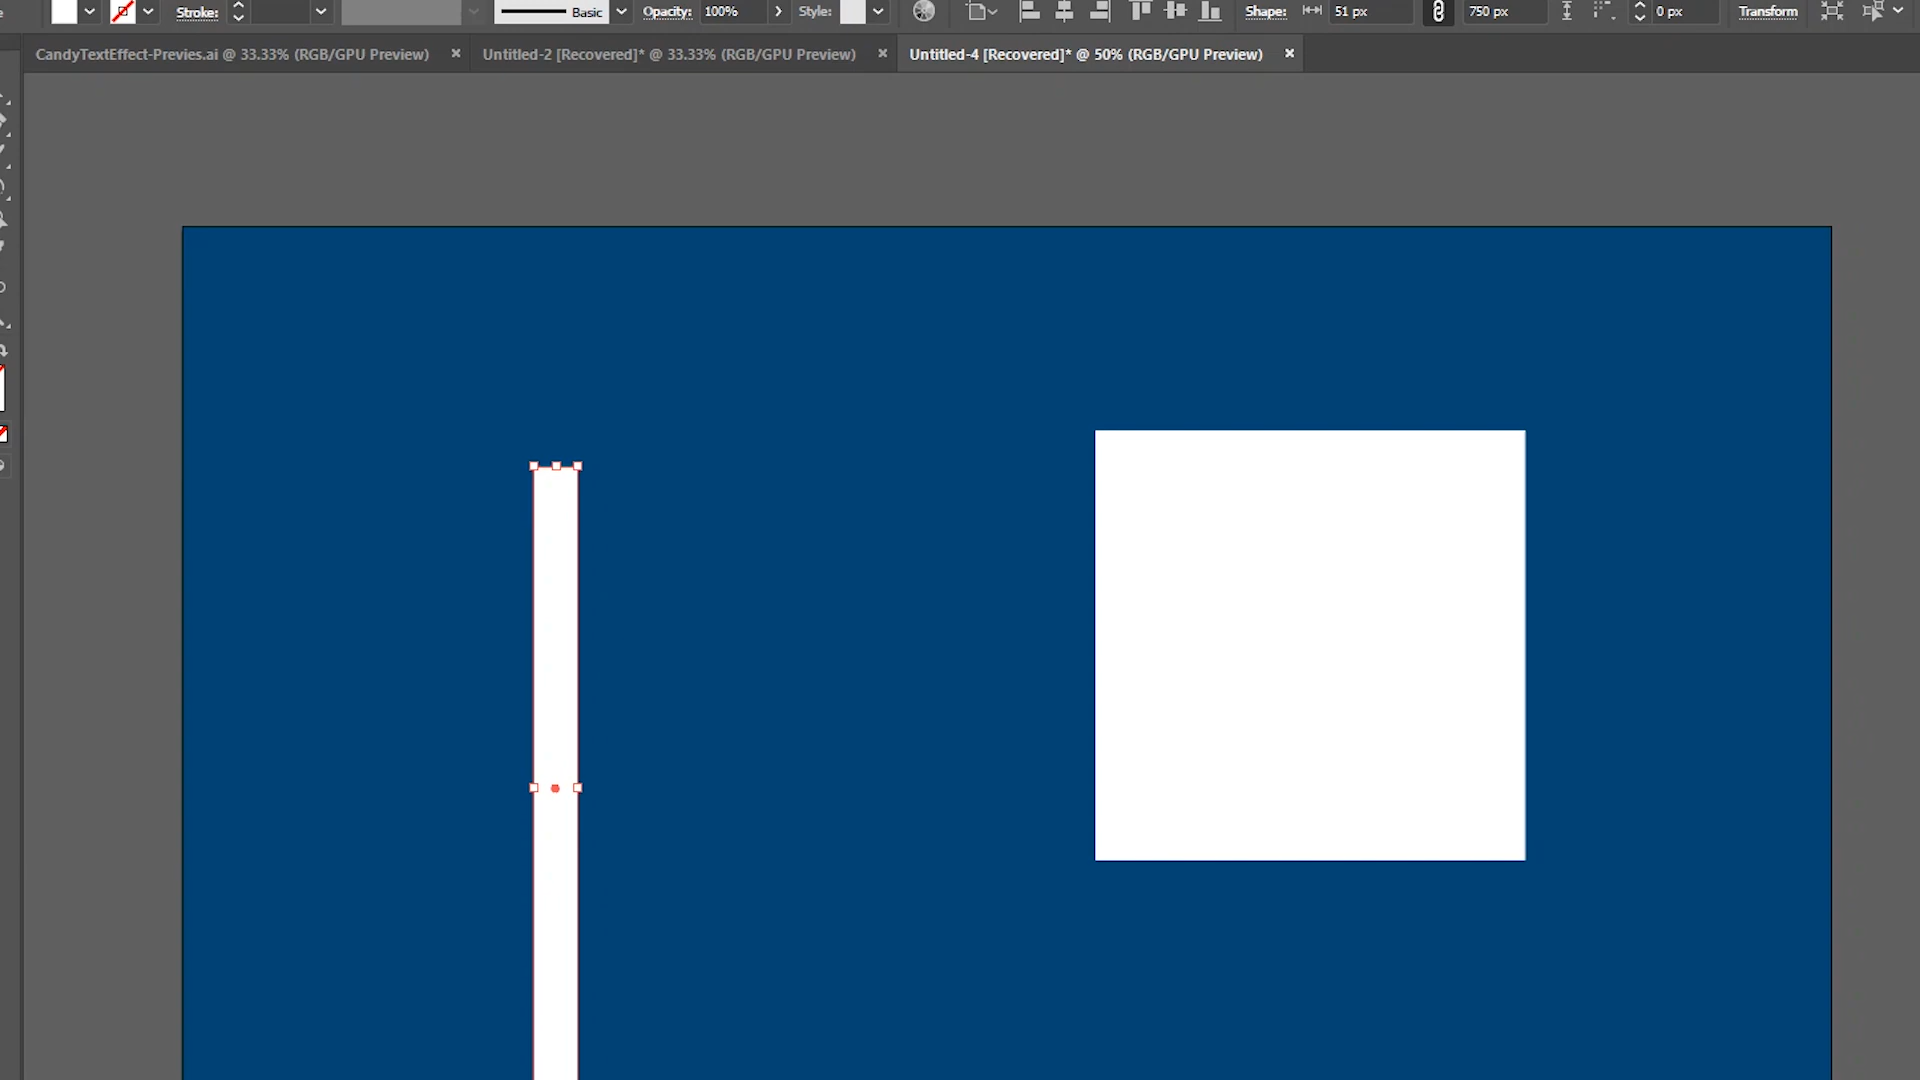 Stroke: Basic Opacity: 100% Style: Shape: 51 px 750 px 0 px Transform
CandyTextEffect-Previes.ai @ 33.33% (RGB/GPU Preview) Untitled-2 [Recovered]* @ 33.33% (RGB/GPU Preview) Untitled-4 [Recovered]* @ 50% (RGB/GPU Preview)